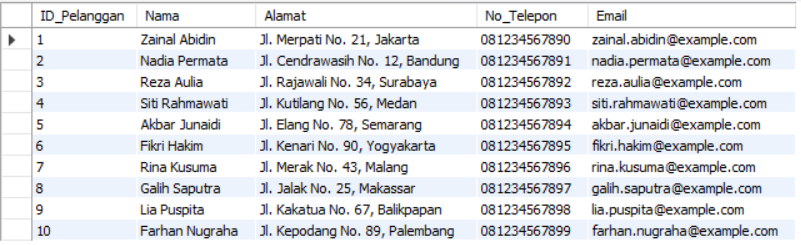 ID_Pelanggan Nama Alamat No_Telepon Email
1 Zainal Abidin Jl. Merpati No. 21, Jakarta 081234567890 zainal.abidin@example.com
2 Nadia Permata Jl. Cendrawasih No. 12, Bandung 081234567891 nadia.permata@example.com
3 Reza Aulia Jl. Rajawali No. 34, Surabaya 081234567892 reza.aulia@example.com
4 Siti Rahmawati Jl. Kutilang No. 56, Medan 081234567893 siti.rahmawati@example.com
5 Akbar Junaidi Jl. Elang No. 78, Semarang 081234567894 akbar.junaidi@example.com
6 Fikri Hakim Jl. Kenari No. 90, Yogyakarta 081234567895 fikri.hakim@example.com
7 Rina Kusuma Jl. Merak No. 43, Malang 081234567896 rina.kusuma@example.com
8 Galih Saputra Jl. Jalak No. 25, Makassar 081234567897 galih.saputra@example.com
9 Lia Puspita Jl. Kakatua No. 67, Balikpapan 081234567898 lia.puspita@example.com
10 Farhan Nugraha Jl. Kepodang No. 89, Palembang 081234567899 farhan.nugraha@example.com